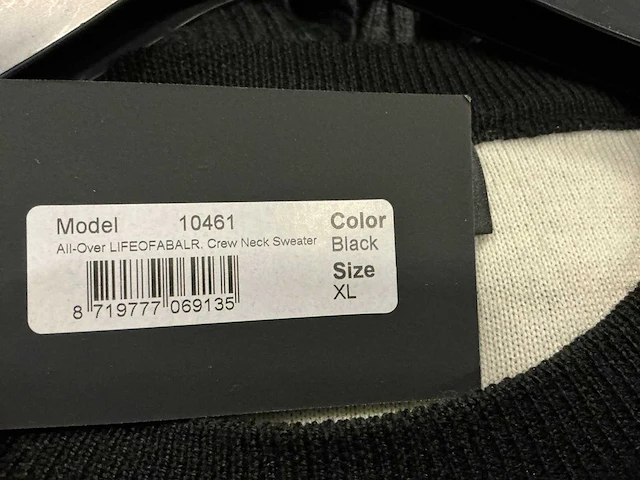 Model 10461
All-Over LIFEOFABALR. Crew Neck Sweater
8 719777 069135
Color
Black
Size
XL